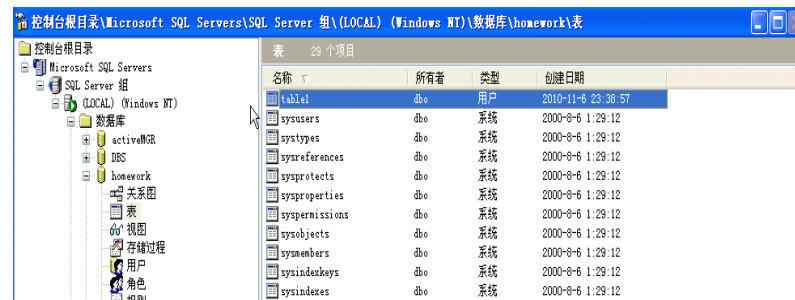 控制台根目录\Microsoft SQL Servers\SQL Server 组\(LOCAL) (Windows NT)\数据库\homework\表
控制台根目录
Microsoft SQL Servers
SQL Server 组
(LOCAL) (Windows NT)
数据库
activeMGR
DBS
homework
关系图
表
视图
存储过程
用户
角色
规则
表 29 个项目
名称 所有者 类型 创建日期
table1 dbo 用户 2010-11-6 23:38:57
sysusers dbo 系统 2000-8-6 1:29:12
systypes dbo 系统 2000-8-6 1:29:12
sysreferences dbo 系统 2000-8-6 1:29:12
sysprotects dbo 系统 2000-8-6 1:29:12
sysproperties dbo 系统 2000-8-6 1:29:12
syspermissions dbo 系统 2000-8-6 1:29:12
sysobjects dbo 系统 2000-8-6 1:29:12
sysmembers dbo 系统 2000-8-6 1:29:12
sysindexkeys dbo 系统 2000-8-6 1:29:12
sysindexes dbo 系统 2000-8-6 1:29:12